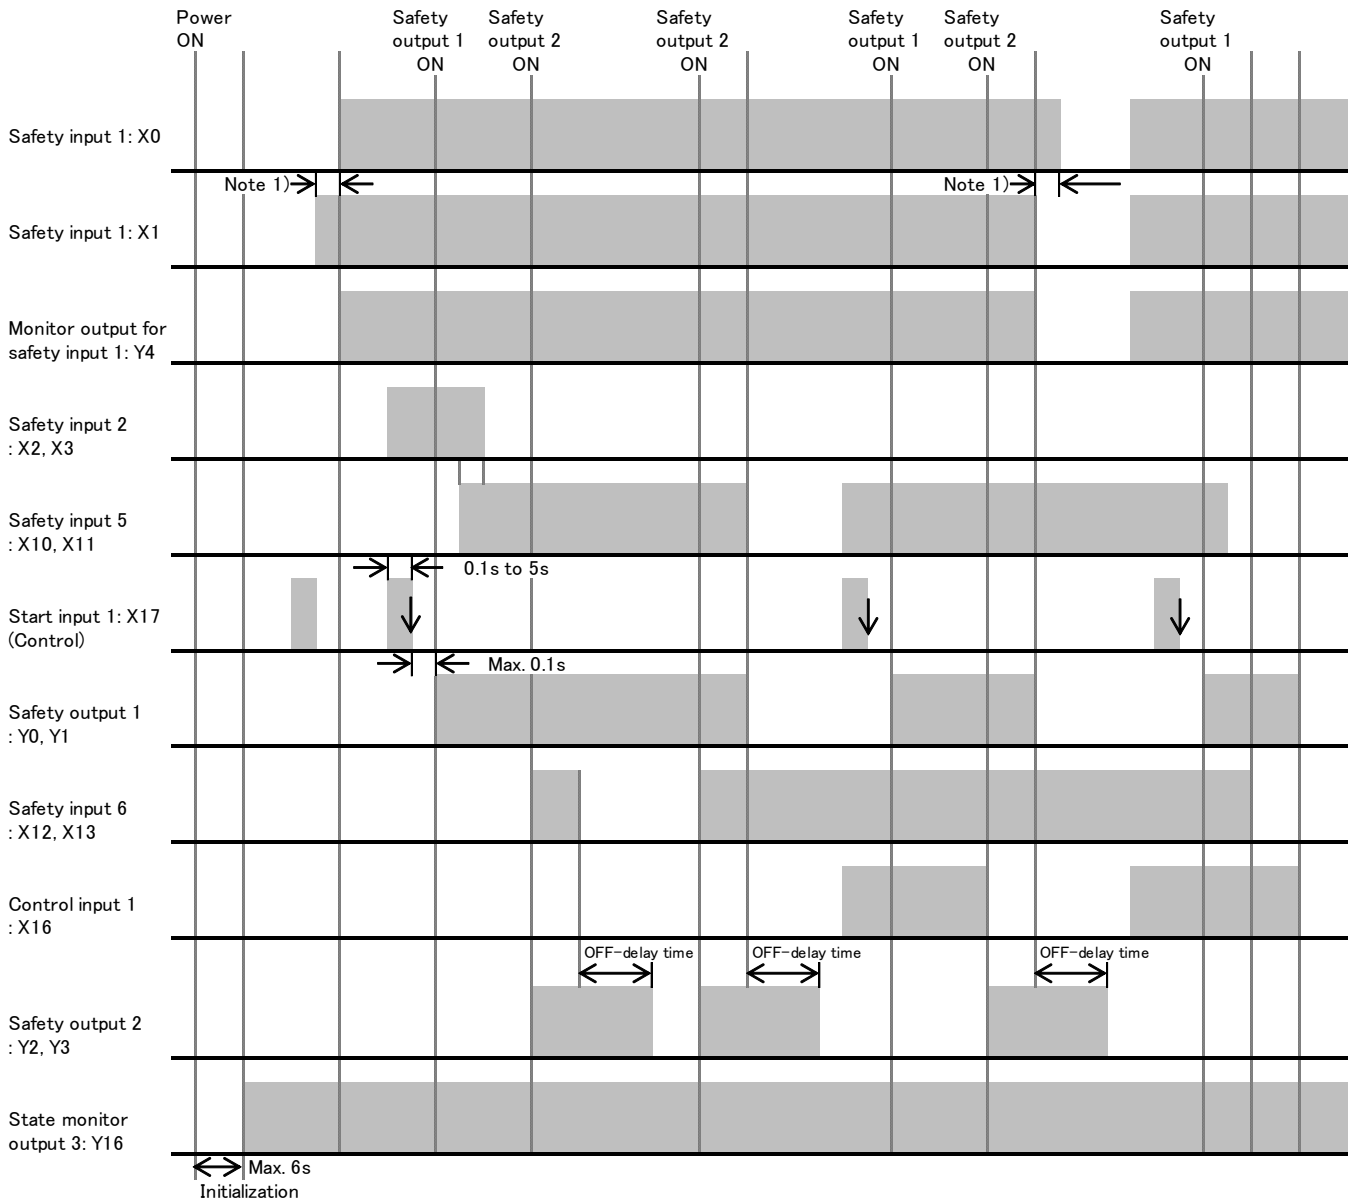 Power
ON
Safety
output 1
ON
Safety
output 2
ON
Safety
output 2
ON
Safety
output 1
ON
Safety
output 2
ON
Safety
output 1
ON
Safety input 1: X0
Note 1)
Note 1)
Safety input 1: X1
Monitor output for
safety input 1: Y4
Safety input 2
: X2, X3
Safety input 5
: X10, X11
0.1s to 5s
Start input 1: X17
(Control)
Max. 0.1s
Safety output 1
: Y0, Y1
Safety input 6
: X12, X13
Control input 1
: X16
OFF-delay time
OFF-delay time
OFF-delay time
Safety output 2
: Y2, Y3
State monitor
output 3: Y16
Max. 6s
Initialization